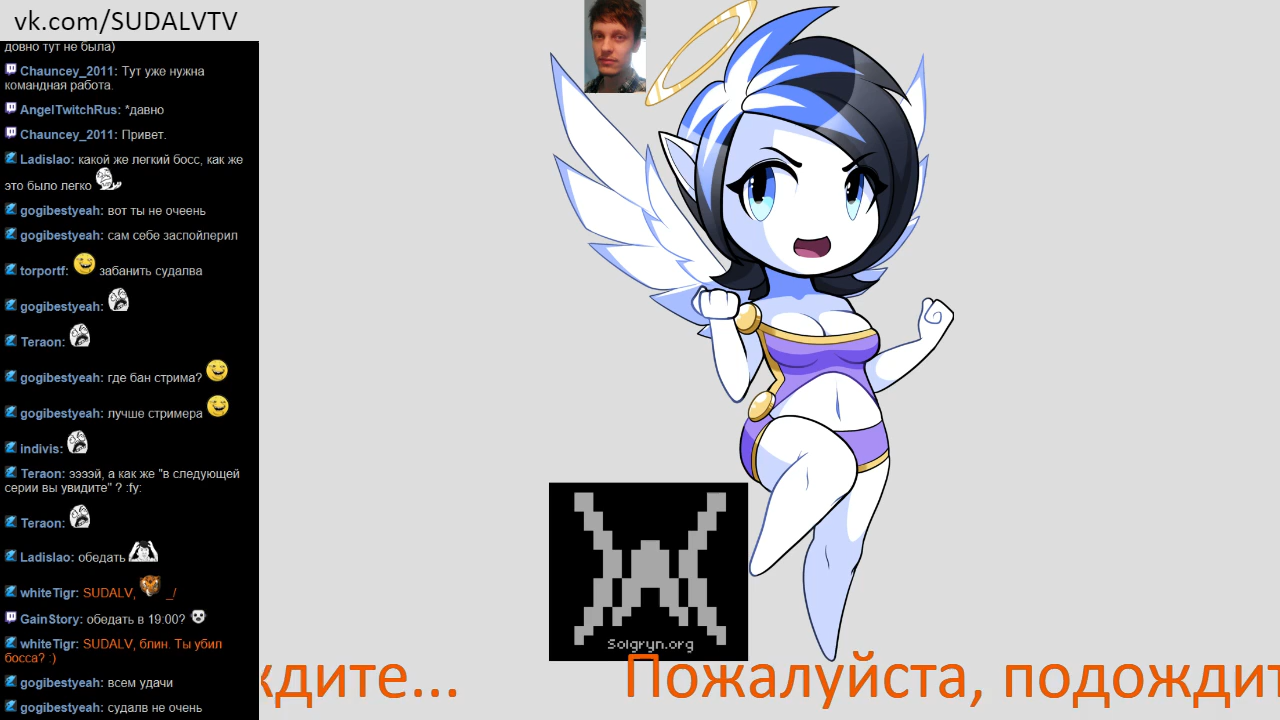 vk.com/SUDALVTV
довно тут не была)
Chauncey_2011: Тут уже нужна
командная работа.
AngelTwitchRus: *давно
Chauncey_2011: Привет.
Ladislao: какой же легкий босс, как же
это было легко
gogibestyeah: вот ты не очеень
gogibestyeah: сам себе заспойлерил
torportf: забанить судалва
gogibestyeah:
Teraon:
gogibestyeah: где бан стрима?
gogibestyeah: лучше стримера
indivis:
Teraon: ээээй, а как же "в следующей
серии вы увидите" ? :fy:
Teraon:
Ladislao: обедать
whiteTigr: SUDALV, _/
GainStory: обедать в 19:00?
whiteTigr: SUDALV, блин. Ты убил
босса? :)
gogibestyeah: всем удачи
gogibestyeah: судалв не очень
Solgryn.org
ждите... Пожалуйста, подождит